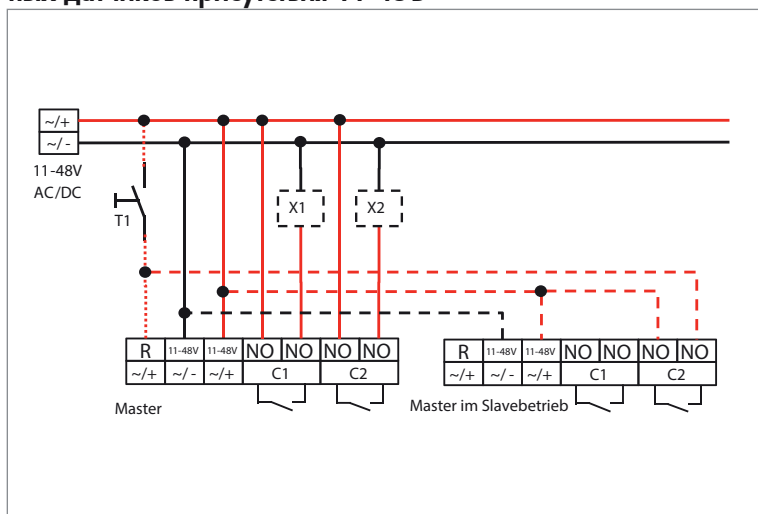 ~/+
~/ -
11-48V
AC/DC
T1
X1
X2
R 11-48V 11-48V NO NO NO NO
~/+ ~/ - ~/+ C1 C2
Master
R 11-48V 11-48V NO NO NO NO
~/+ ~/ - ~/+ C1 C2
Master im Slavebetrieb